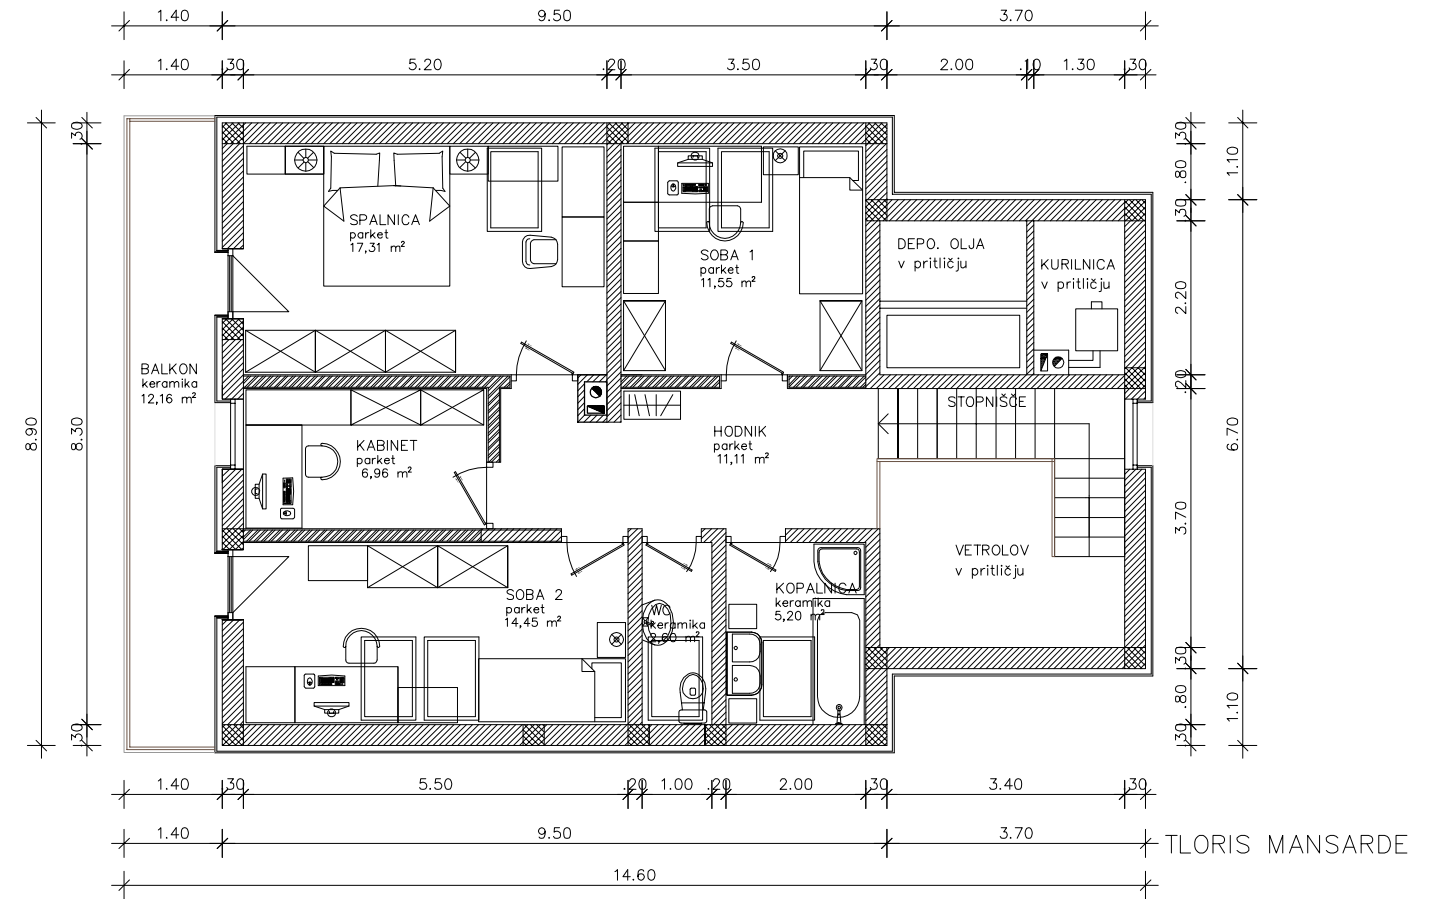 1.40 9.50 3.70
1.40 .30 5.20 .20 3.50 .30 2.00 .10 1.30 .30
.30
8.30
.30
8.90
.30
.80
.30
2.20
.20
3.70
.30
.80
.30
1.10
6.70
1.10
SPALNICA
parket
17,31 m²
SOBA 1
parket
11,55 m²
DEPO. OLJA
v pritličju
KURILNICA
v pritličju
BALKON
keramika
12,16 m²
STOPNIŠČE
KABINET
parket
6,96 m²
HODNIK
parket
11,11 m²
VETROLOV
v pritličju
SOBA 2
parket
14,45 m²
WC
keramika
m²
KOPALNICA
keramika
5,20 m²
1.40 .30 5.50 .20 1.00 .20 2.00 .30 3.40 .30
1.40 9.50 3.70
TLORIS MANSARDE
14.60